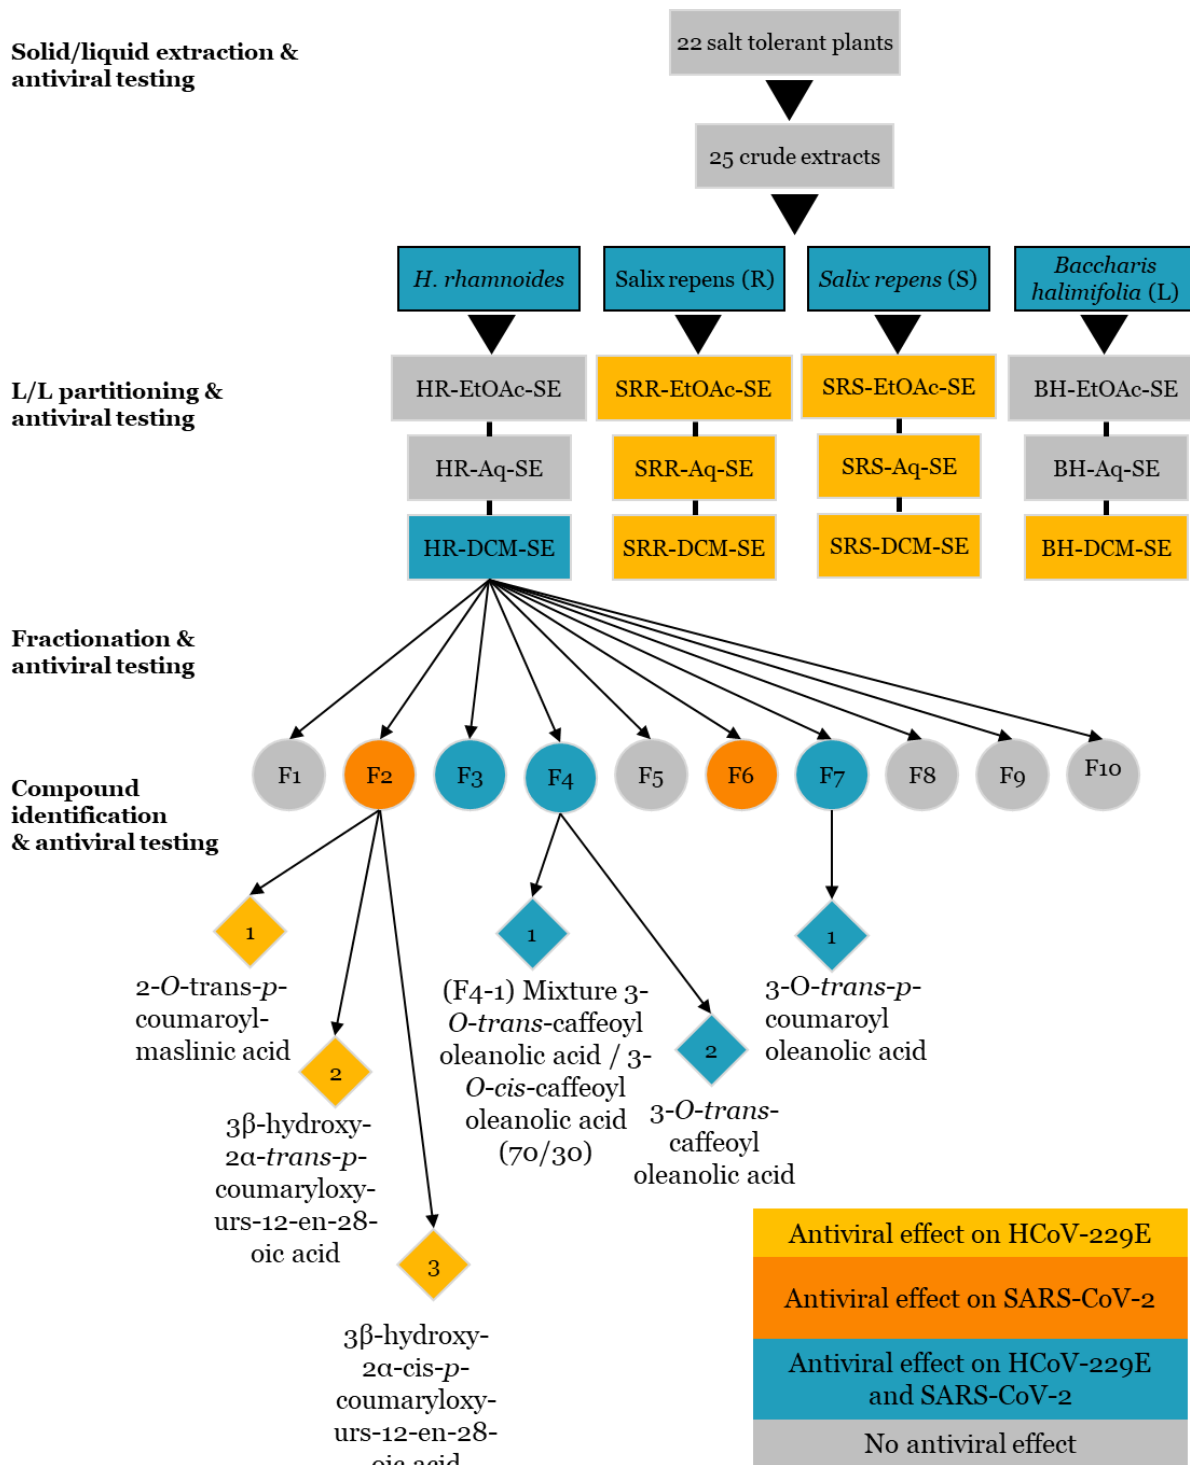 Solid/liquid extraction &
antiviral testing
22 salt tolerant plants
25 crude extracts
H. rhamnoides
Salix repens (R)
Salix repens (S)
Baccharis
halimifolia (L)
L/L partitioning &
antiviral testing
HR-EtOAc-SE
SRR-EtOAc-SE
SRS-EtOAc-SE
BH-EtOAc-SE
HR-Aq-SE
SRR-Aq-SE
SRS-Aq-SE
BH-Aq-SE
HR-DCM-SE
SRR-DCM-SE
SRS-DCM-SE
BH-DCM-SE
Fractionation &
antiviral testing
F1
F2
F3
F4
F5
F6
F7
F8
F9
F10
Compound
identification
& antiviral testing
1
2-O-trans-p-
coumaroyl-
maslinic acid
2
3β-hydroxy-
2α-trans-p-
coumaryloxy-
urs-12-en-28-
oic acid
3
3β-hydroxy-
2α-cis-p-
coumaryloxy-
urs-12-en-28-
oic acid
1
(F4-1) Mixture 3-
O-trans-caffeoyl
oleanolic acid / 3-
O-cis-caffeoyl
oleanolic acid
(70/30)
2
3-O-trans-
caffeoyl
oleanolic acid
1
3-O-trans-p-
coumaroyl
oleanolic acid
Antiviral effect on HCoV-229E
Antiviral effect on SARS-CoV-2
Antiviral effect on HCoV-229E
and SARS-CoV-2
No antiviral effect